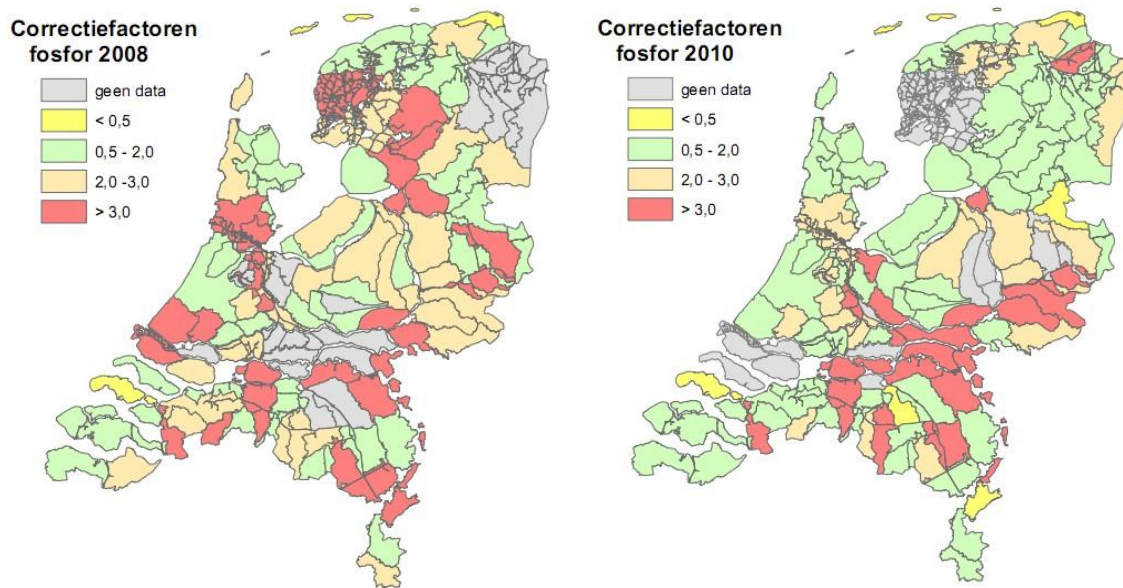 Correctiefactoren
fosfor 2008
geen data
< 0,5
0,5 - 2,0
2,0 -3,0
> 3,0
Correctiefactoren
fosfor 2010
geen data
< 0,5
0,5 - 2,0
2,0 - 3,0
> 3,0